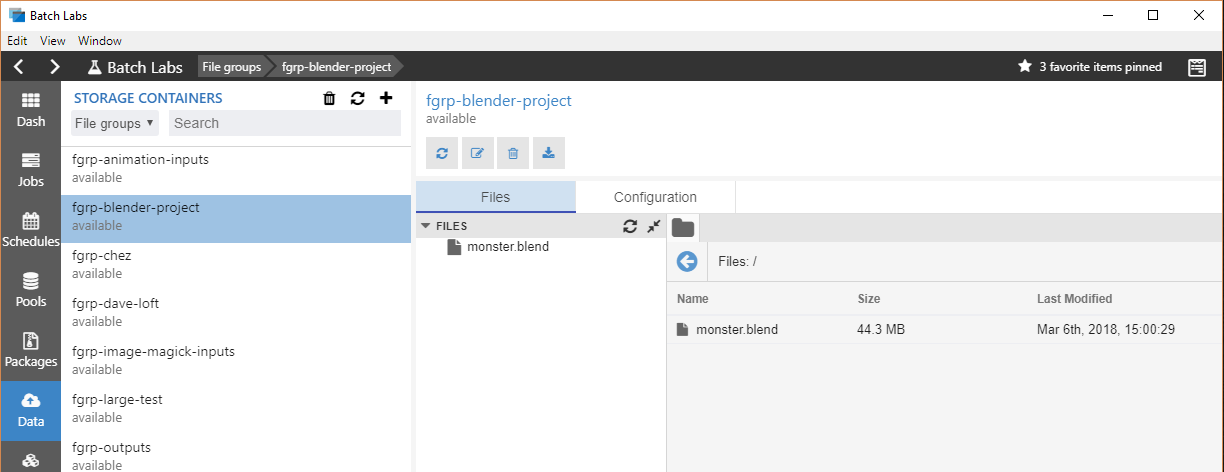 Batch Labs
Edit View Window
Batch Labs File groups fgrp-blender-project 3 favorite items pinned
Dash
Jobs
Schedules
Pools
Packages
Data
STORAGE CONTAINERS
File groups Search
fgrp-animation-inputs
available
fgrp-blender-project
available
fgrp-chez
available
fgrp-dave-loft
available
fgrp-image-magick-inputs
available
fgrp-large-test
available
fgrp-outputs
available
fgrp-blender-project
available
Files Configuration
FILES
monster.blend
Files: /
Name Size Last Modified
monster.blend 44.3 MB Mar 6th, 2018, 15:00:29